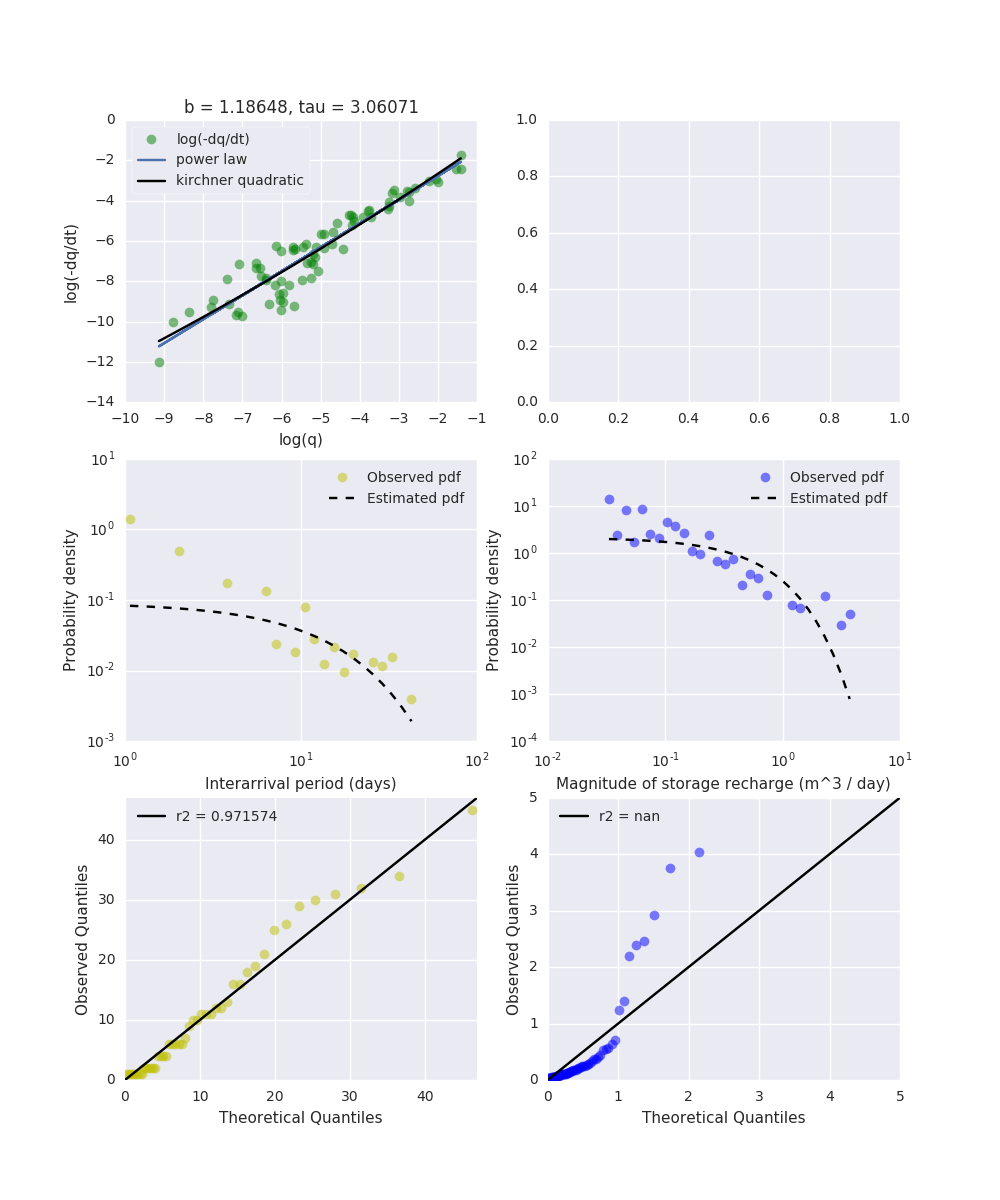 b = 1.18648, tau = 3.06071
0
−2
−4
−6
−8
−10
−12
−14
log(-dq/dt)
log(-dq/dt)
power law
kirchner quadratic
−10 −9 −8 −7 −6 −5 −4 −3 −2 −1
log(q)
1.0
0.8
0.6
0.4
0.2
0.0
0.0 0.2 0.4 0.6 0.8 1.0
10^1
10^0
10^-1
10^-2
10^-3
Probability density
Observed pdf
Estimated pdf
10^0 10^1 10^2
Interarrival period (days)
10^2
10^1
10^0
10^-1
10^-2
10^-3
10^-4
Probability density
Observed pdf
Estimated pdf
10^-2 10^-1 10^0 10^1
Magnitude of storage recharge (m^3 / day)
40
30
20
10
0
Observed Quantiles
r2 = 0.971574
0 10 20 30 40
Theoretical Quantiles
5
4
3
2
1
0
Observed Quantiles
r2 = nan
0 1 2 3 4 5
Theoretical Quantiles